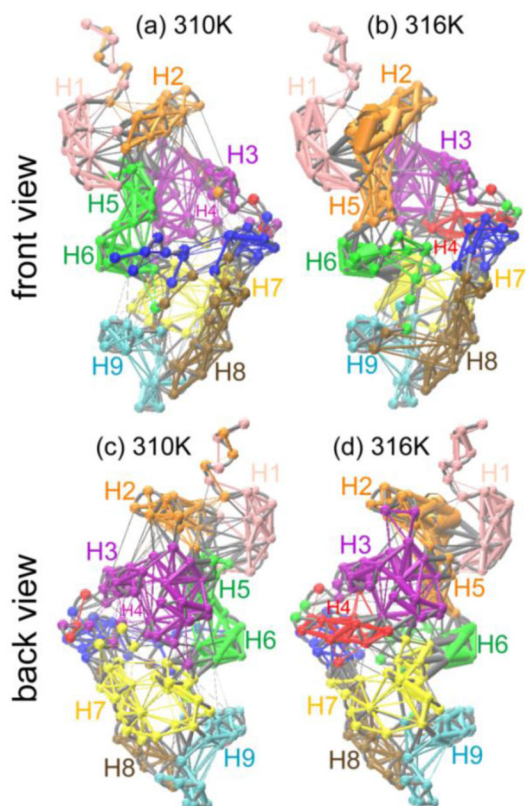 (a) 310K
(b) 316K
front view
H1
H2
H3
H4
H5
H6
H7
H8
H9
H1
H2
H3
H4
H5
H6
H7
H8
H9
(c) 310K
(d) 316K
back view
H1
H2
H3
H4
H5
H6
H7
H8
H9
H1
H2
H3
H4
H5
H6
H7
H8
H9